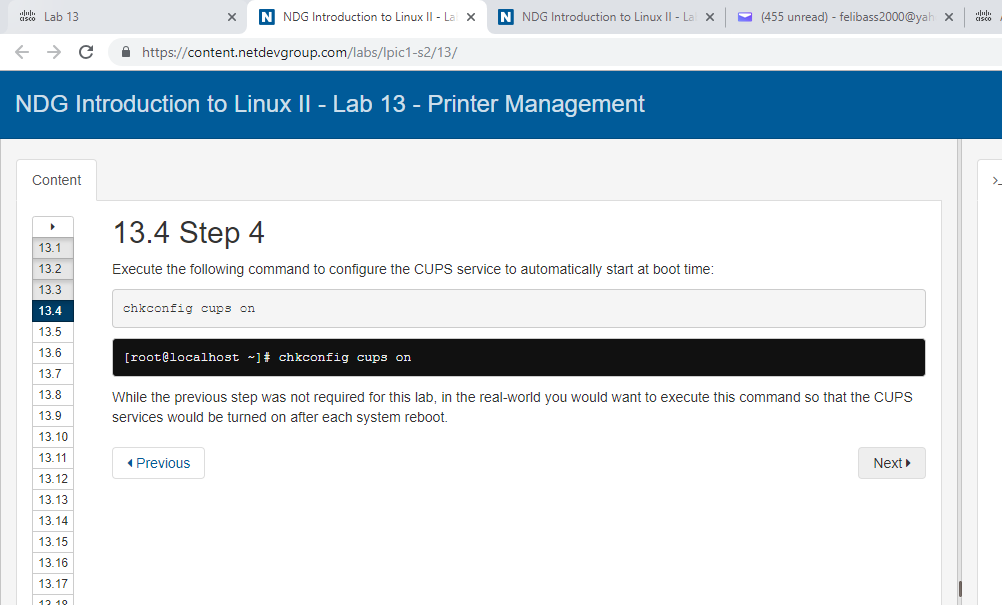 Lab 13
NDG Introduction to Linux II - La
NDG Introduction to Linux II - La
(455 unread) - felibass2000@yah
https://content.netdevgroup.com/labs/lpic1-s2/13/
NDG Introduction to Linux II - Lab 13 - Printer Management
Content
13.4 Step 4
Execute the following command to configure the CUPS service to automatically start at boot time:
chkconfig cups on
[root@localhost ~]# chkconfig cups on
While the previous step was not required for this lab, in the real-world you would want to execute this command so that the CUPS
services would be turned on after each system reboot.
Previous
Next
13.1
13.2
13.3
13.4
13.5
13.6
13.7
13.8
13.9
13.10
13.11
13.12
13.13
13.14
13.15
13.16
13.17
13.18